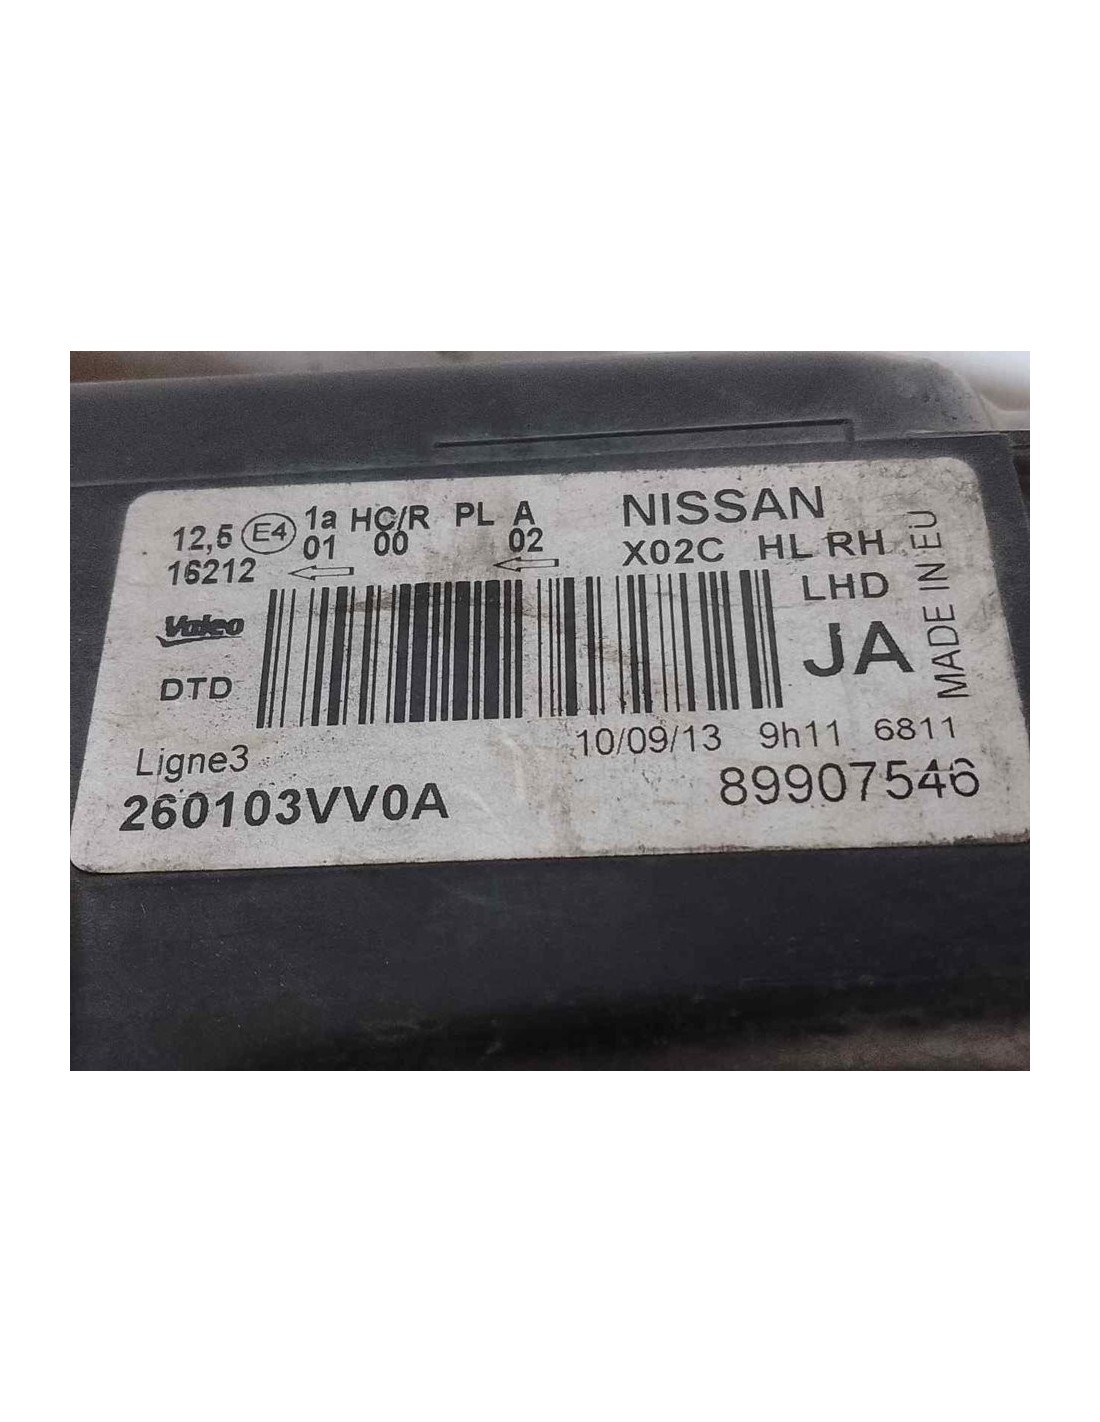 12,5 E4 1a HC/R PL A
01 00 02
16212
NISSAN
X02C HL RH
LHD
JA
MADE IN EU
Valeo
DTD
10/09/13 9h11 6811
Ligne3
260103VV0A
89907546